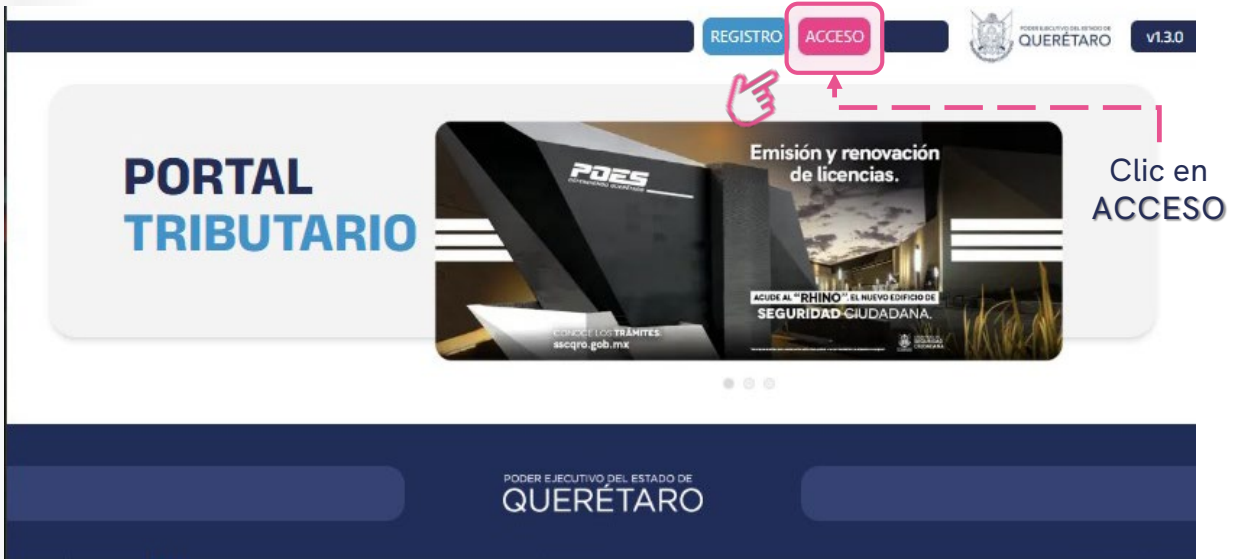 REGISTRO
ACCESO
PODER EJECUTIVO DEL ESTADO DE
QUERÉTARO
v1.3.0
PORTAL
TRIBUTARIO
POES
Emisión y renovación
de licencias.
ACUDE AL "RHINO", EL NUEVO EDIFICIO DE
SEGURIDAD CIUDADANA.
CONOCE LOS TRÁMITES:
sscqro.gob.mx
Clic en
ACCESO
PODER EJECUTIVO DEL ESTADO DE
QUERÉTARO